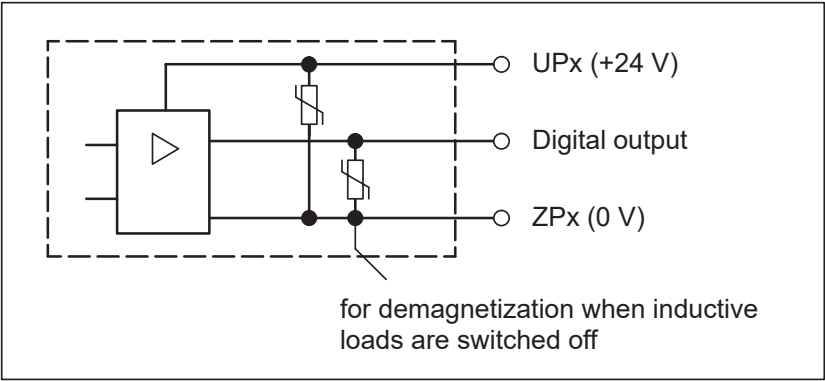 UPx (+24 V)
Digital output
ZPx (0 V)
for demagnetization when inductive
loads are switched off